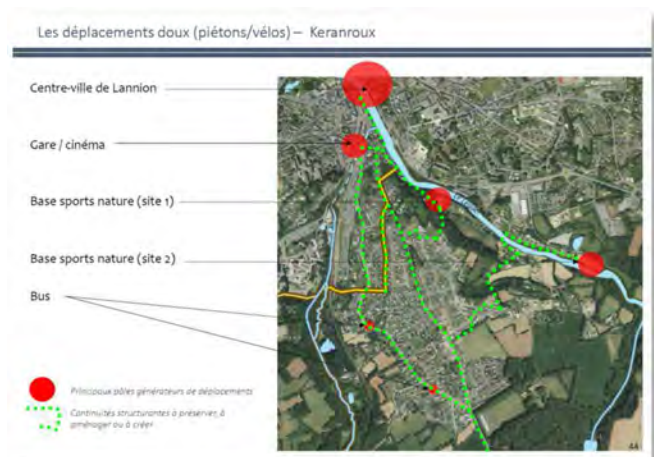 Les déplacements doux (piétons/vélos) – Keranroux
Centre-ville de Lannion
Gare / cinéma
Base sports nature (site 1)
Base sports nature (site 2)
Bus
Principaux pôles générateurs de déplacements
Continuités structurantes à préserver, à
aménager ou à créer
44